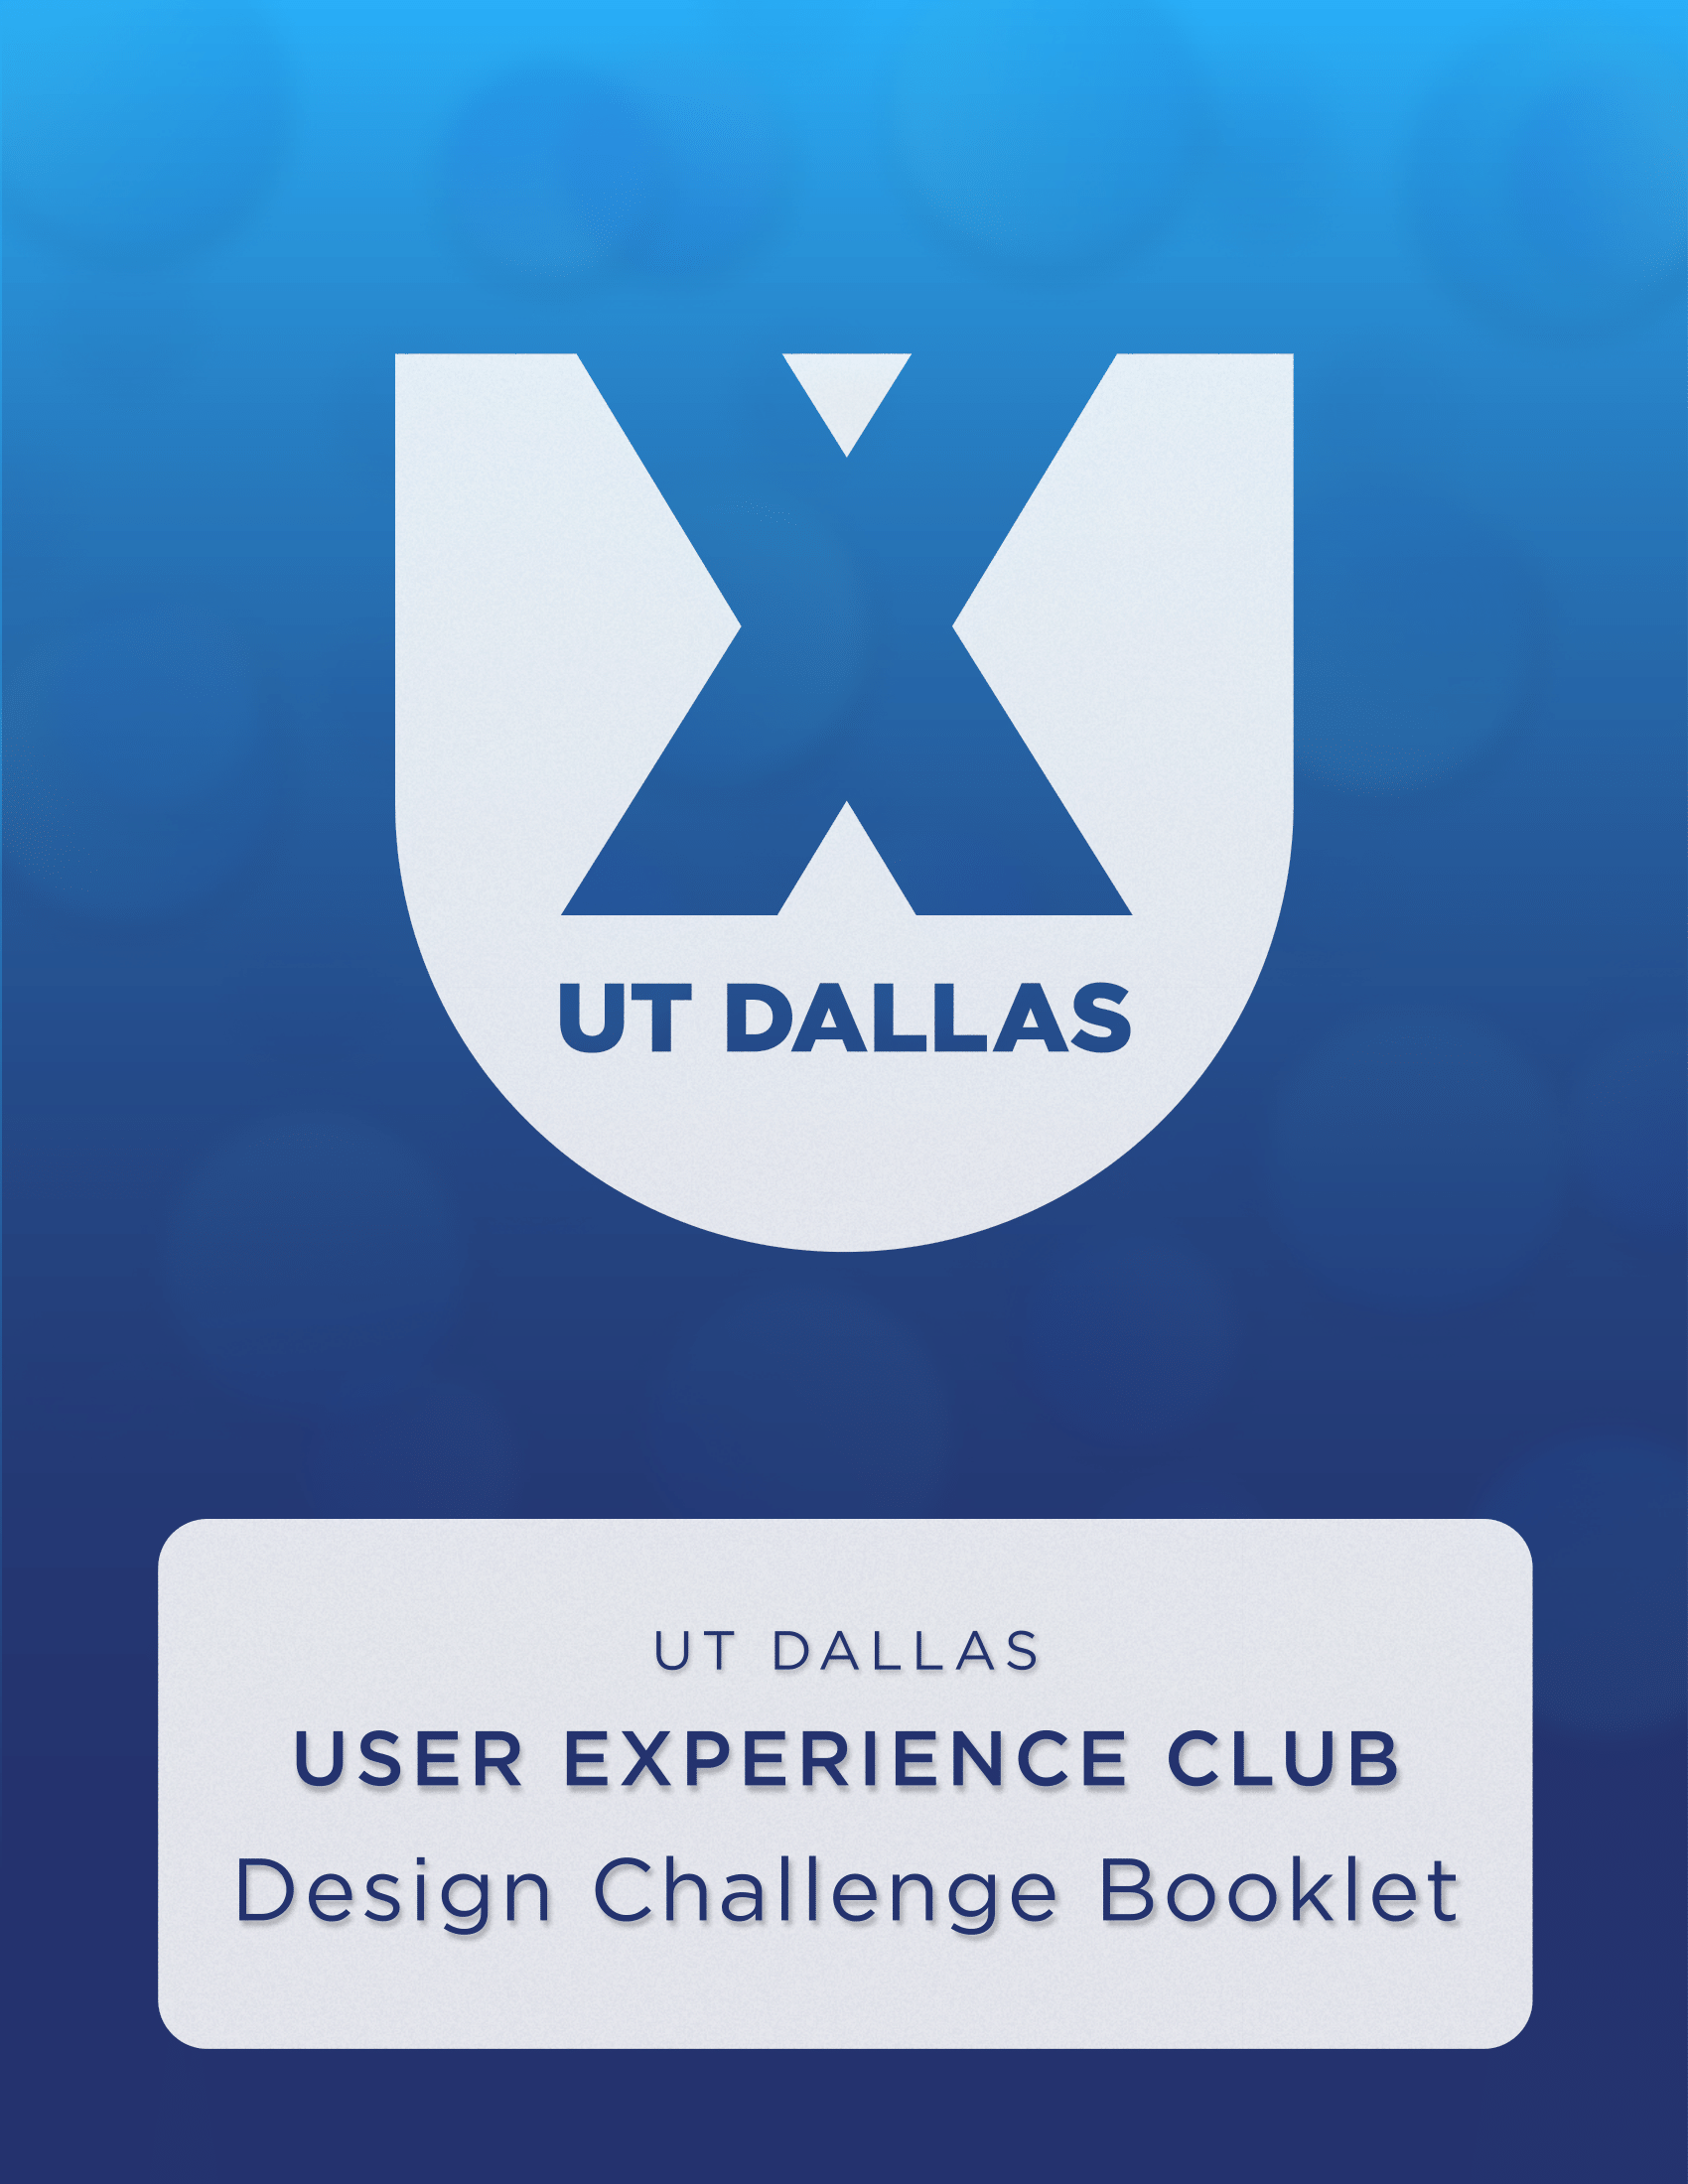 X
UT DALLAS
UT DALLAS
USER EXPERIENCE CLUB
Design Challenge Booklet